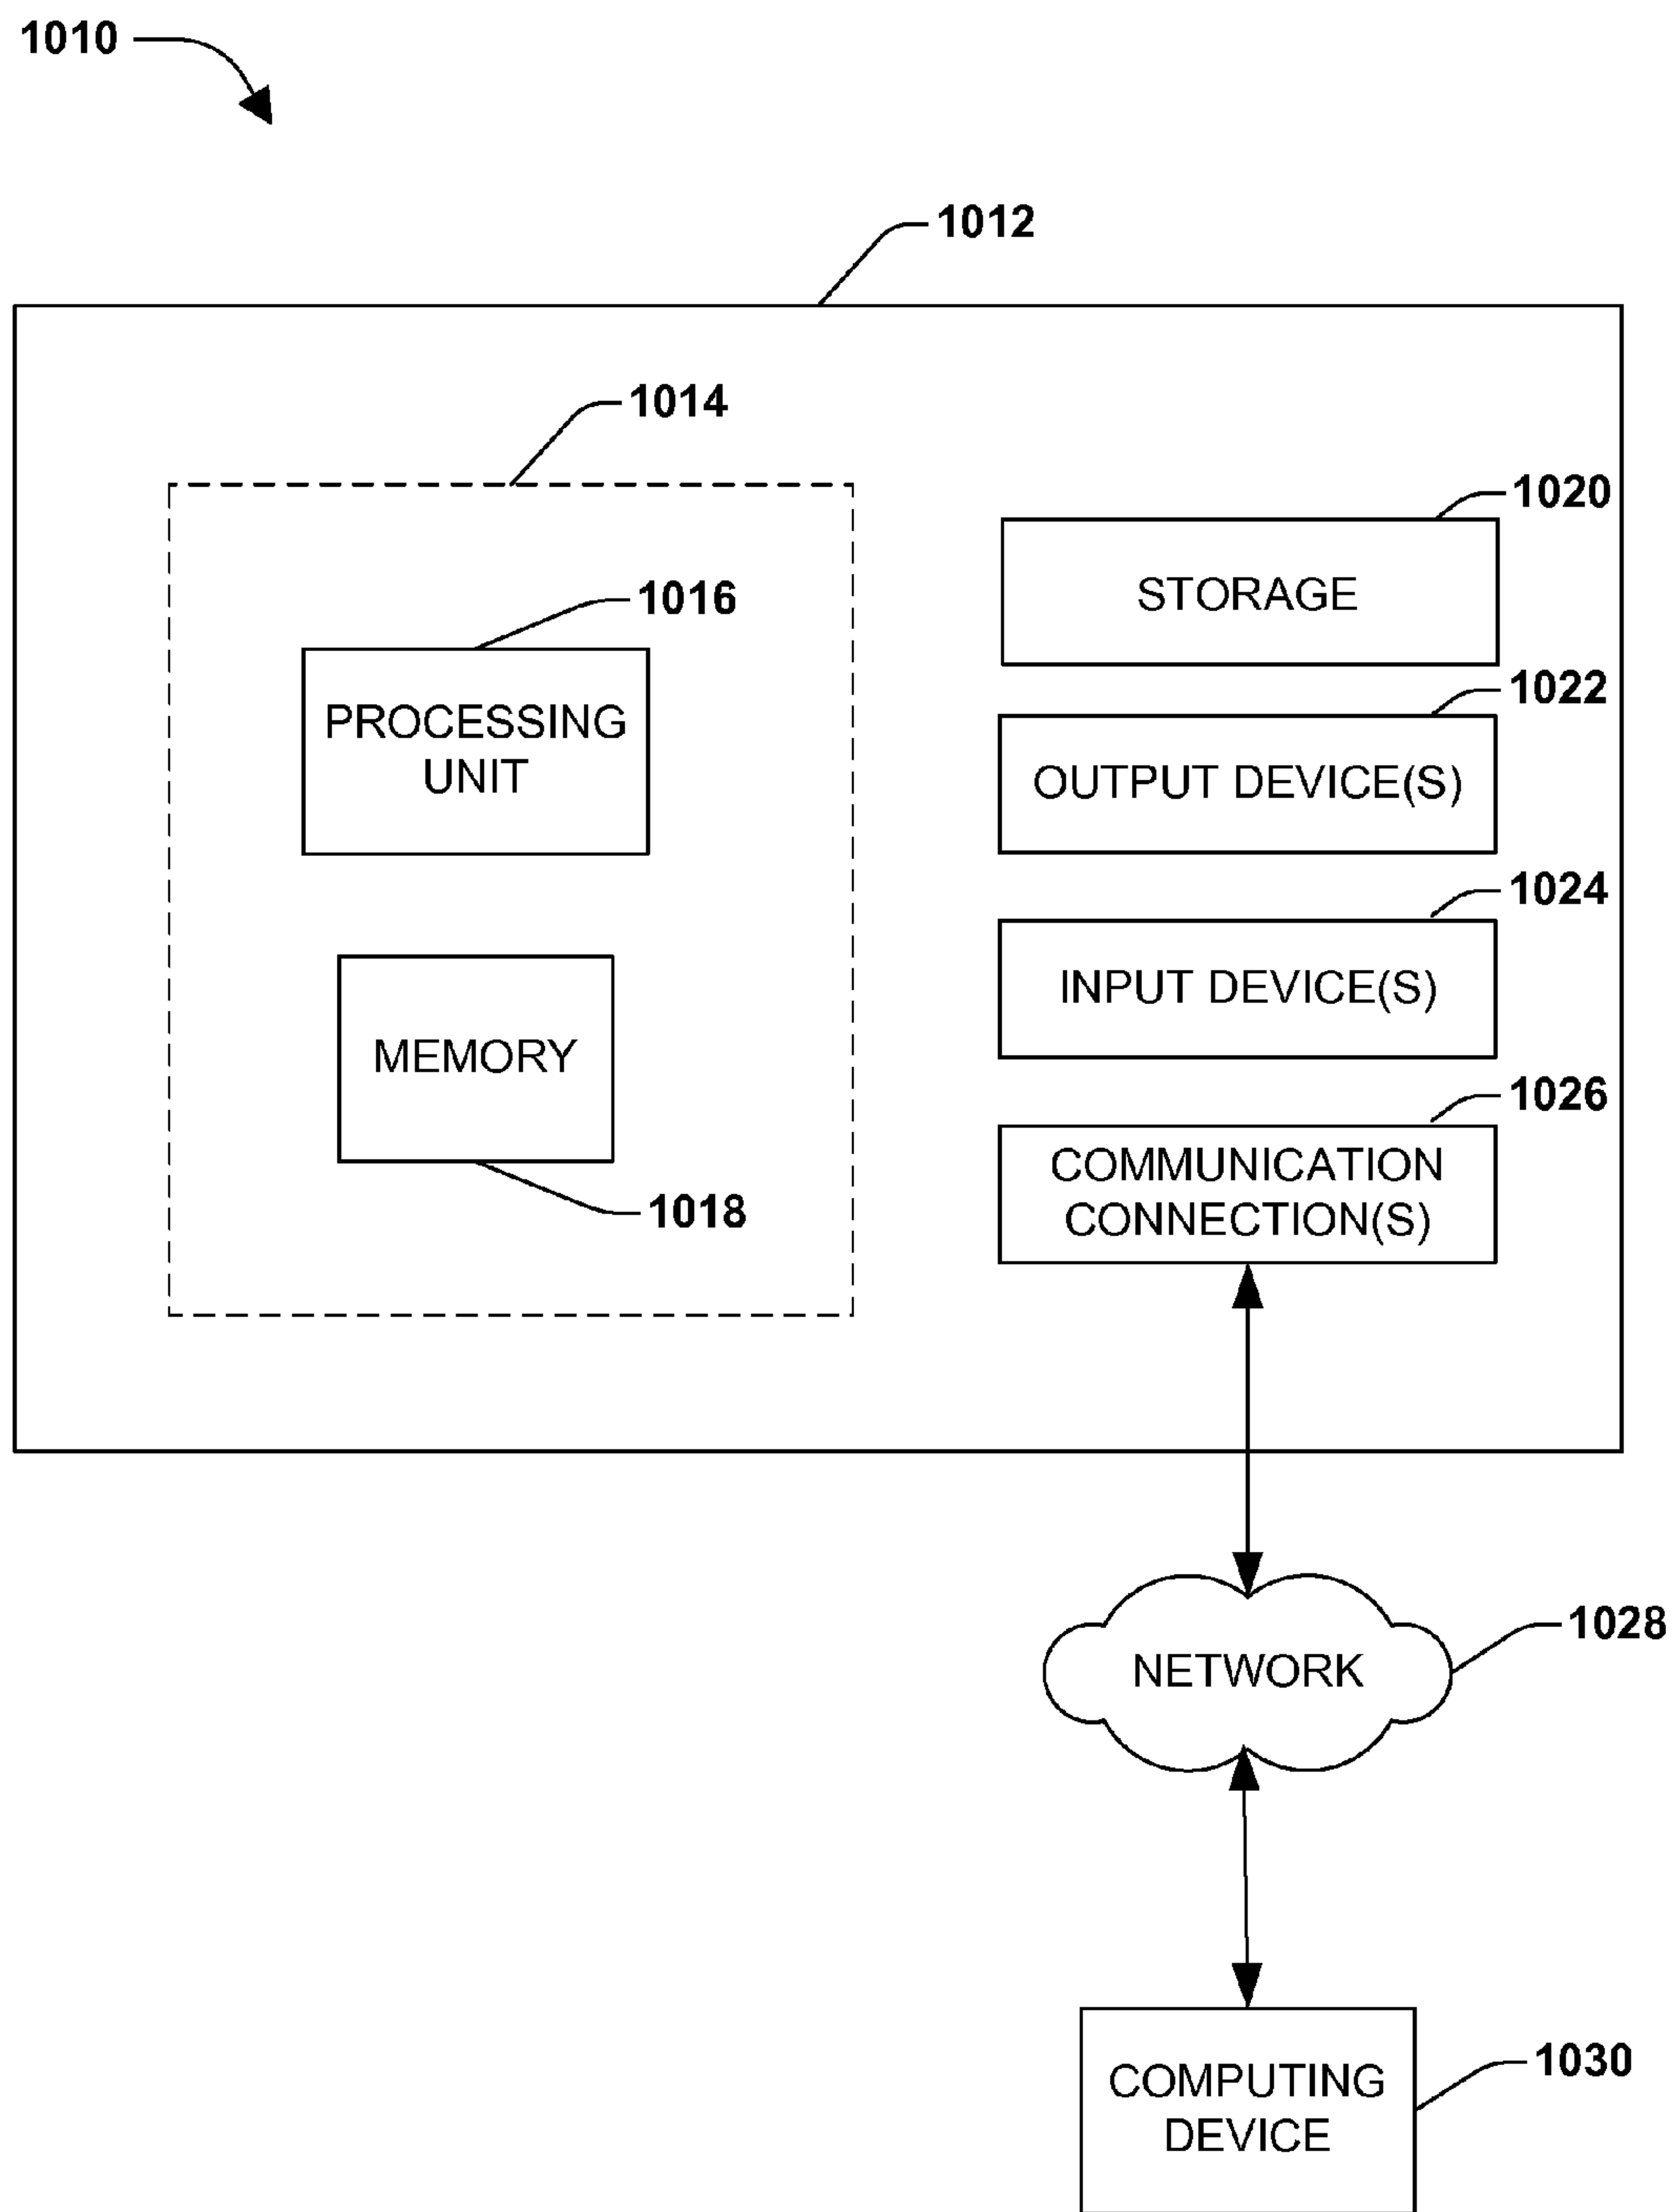 1010
1012
1014
1016
PROCESSING
UNIT
MEMORY
1018
1020
STORAGE
1022
OUTPUT DEVICE(S)
1024
INPUT DEVICE(S)
1026
COMMUNICATION
CONNECTION(S)
NETWORK
1028
COMPUTING
DEVICE
1030